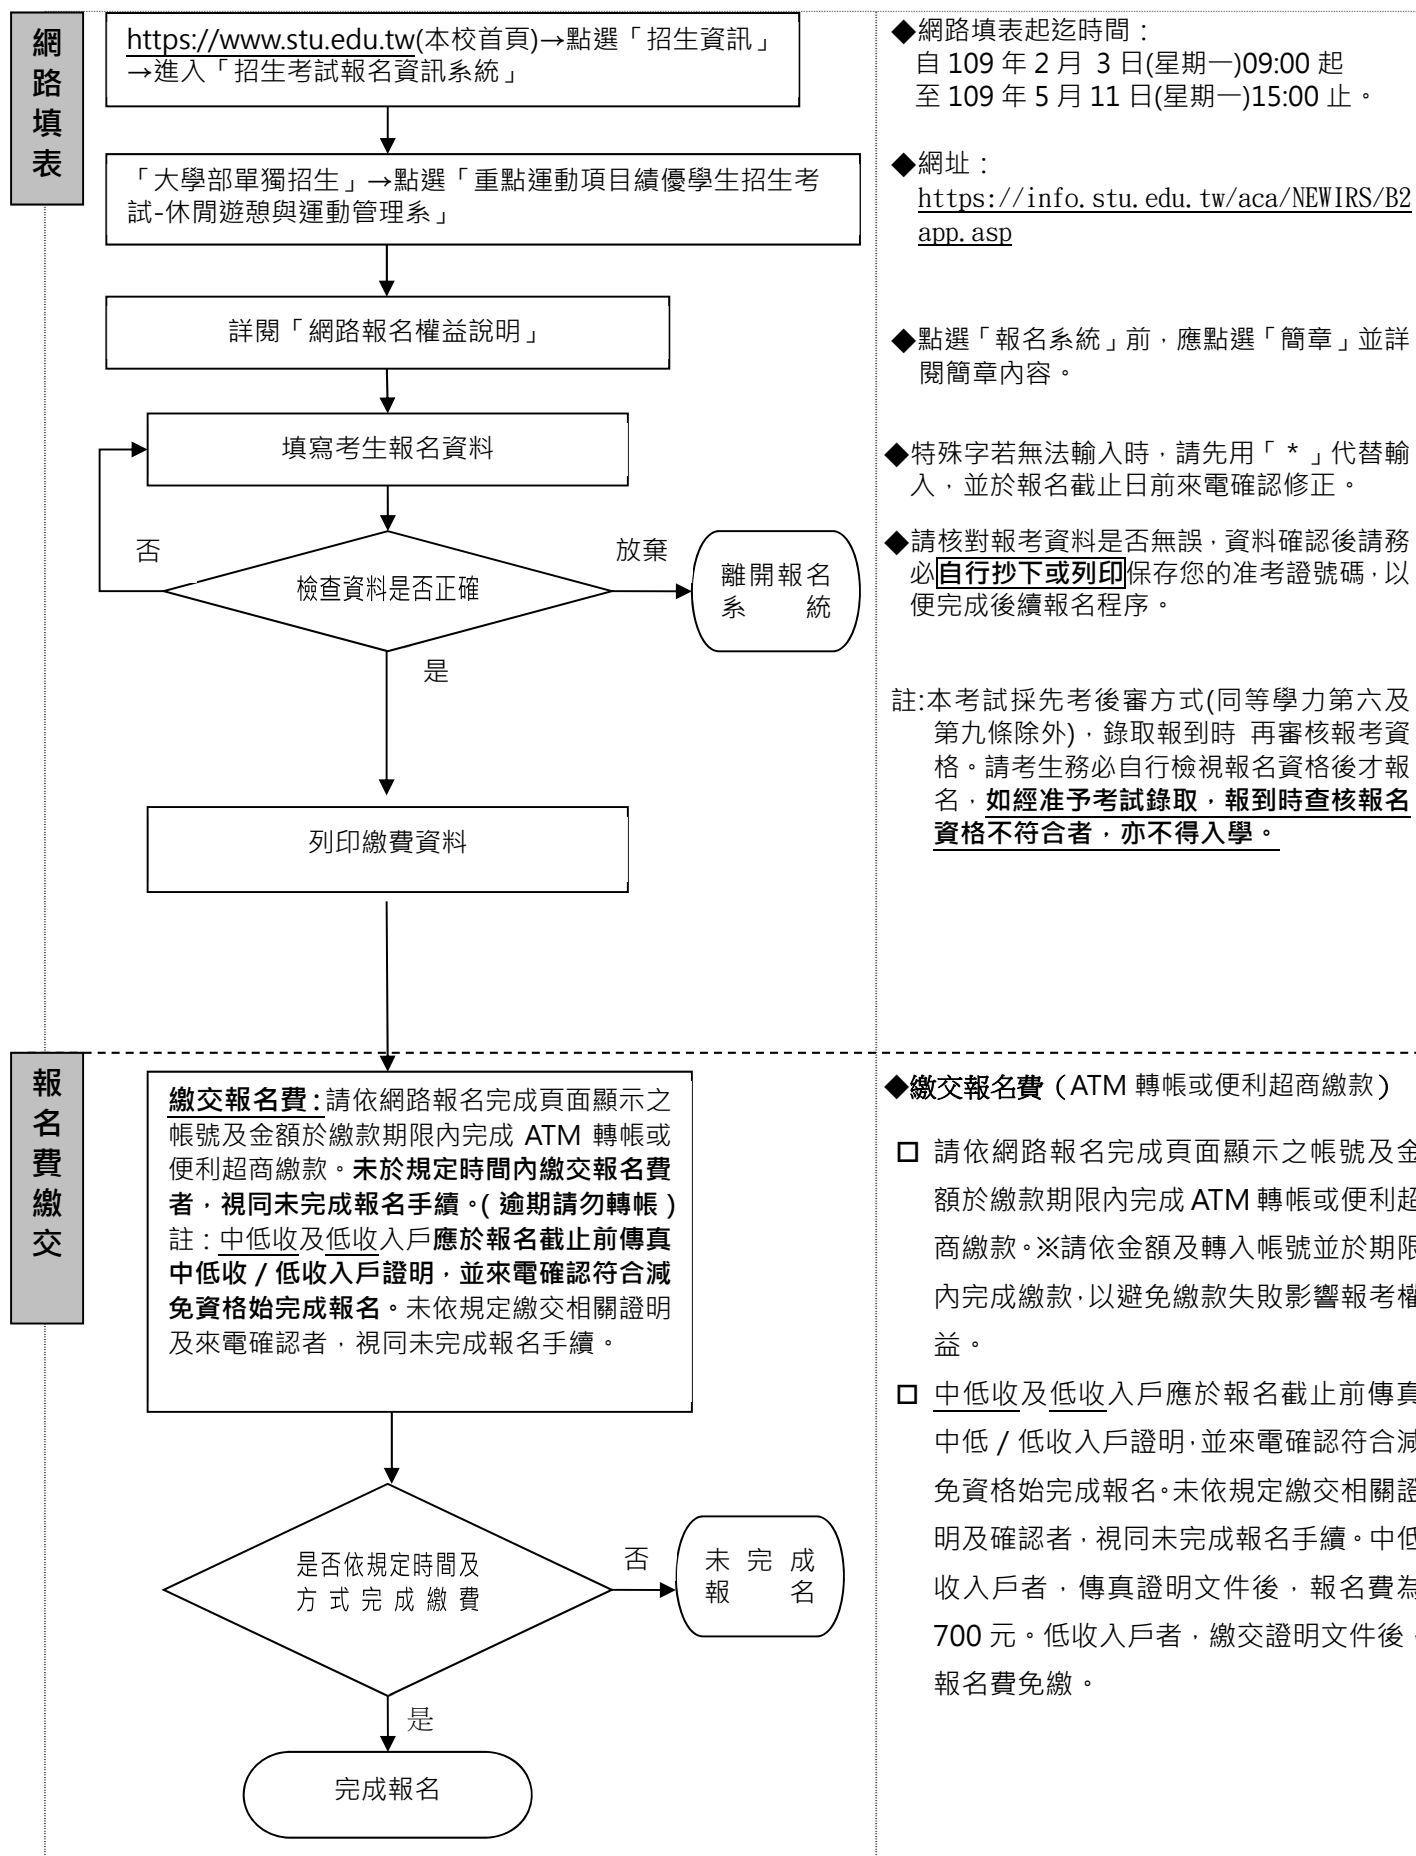 網
路
填
表
https://www.stu.edu.tw(本校首頁)→點選「招生資訊」
→進入「招生考試報名資訊系統」
「大學部單獨招生」→點選「重點運動項目績優學生招生考
試-休閒遊憩與運動管理系」
詳閱「網路報名權益說明」
填寫考生報名資料
否
檢查資料是否正確
放棄
離開報名
系 統
是
列印繳費資料
◆網路填表起迄時間：
自 109 年 2 月 3 日(星期一)09:00 起
至 109 年 5 月 11 日(星期一)15:00 止。
◆網址：
https://info.stu.edu.tw/aca/NEWIRS/B2
app.asp
◆點選「報名系統」前，應點選「簡章」並詳
閱簡章內容。
◆特殊字若無法輸入時，請先用「 * 」代替輸
入，並於報名截止日前來電確認修正。
◆請核對報考資料是否無誤，資料確認後請務
必自行抄下或列印保存您的准考證號碼，以
便完成後續報名程序。
註:本考試採先考後審方式(同等學力第六及
第九條除外)，錄取報到時 再審核報考資
格。請考生務必自行檢視報名資格後才報
名，如經准予考試錄取，報到時查核報名
資格不符合者，亦不得入學。
報
名
費
繳
交
繳交報名費：請依網路報名完成頁面顯示之
帳號及金額於繳款期限內完成 ATM 轉帳或
便利超商繳款。未於規定時間內繳交報名費
者，視同未完成報名手續。(逾期請勿轉帳)
註：中低收及低收入戶應於報名截止前傳真
中低收／低收入戶證明，並來電確認符合減
免資格始完成報名。未依規定繳交相關證明
及來電確認者，視同未完成報名手續。
是否依規定時間及
方式完成繳費
否
未完成
報 名
是
完成報名
◆繳交報名費（ATM 轉帳或便利超商繳款）
□ 請依網路報名完成頁面顯示之帳號及金
額於繳款期限內完成 ATM 轉帳或便利超
商繳款。※請依金額及轉入帳號並於期限
內完成繳款，以避免繳款失敗影響報考權
益。
□ 中低收及低收入戶應於報名截止前傳真
中低／低收入戶證明，並來電確認符合減
免資格始完成報名。未依規定繳交相關證
明及確認者，視同未完成報名手續。中低
收入戶者，傳真證明文件後，報名費為
700 元。低收入戶者，繳交證明文件後，
報名費免繳。